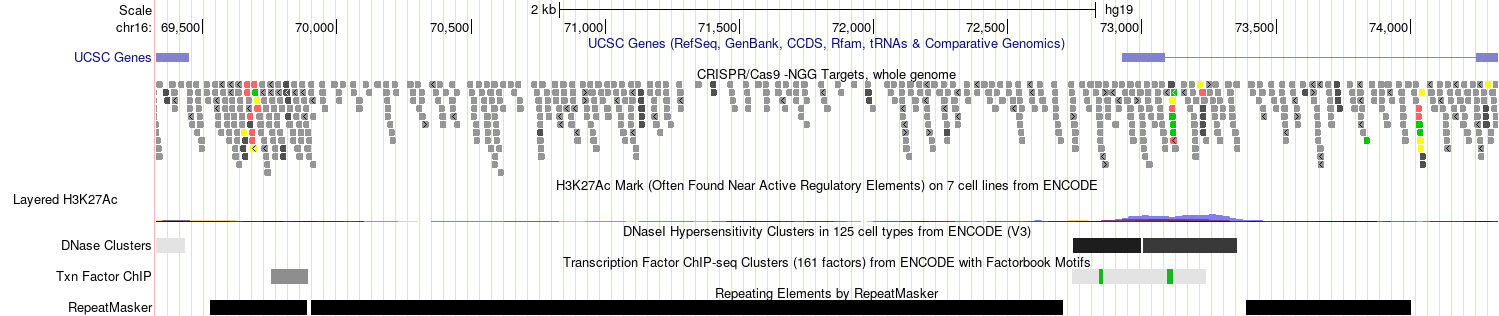 Scale 2 kb hg19
chr16: 69,500 70,000 70,500 71,000 71,500 72,000 72,500 73,000 73,500 74,000
UCSC Genes (RefSeq, GenBank, CCDS, Rfam, tRNAs & Comparative Genomics)
UCSC Genes
CRISPR/Cas9 -NGG Targets, whole genome
H3K27Ac Mark (Often Found Near Active Regulatory Elements) on 7 cell lines from ENCODE
Layered H3K27Ac
DNaseI Hypersensitivity Clusters in 125 cell types from ENCODE (V3)
DNase Clusters
Transcription Factor ChIP-seq Clusters (161 factors) from ENCODE with Factorbook Motifs
Txn Factor ChIP
Repeating Elements by RepeatMasker
RepeatMasker